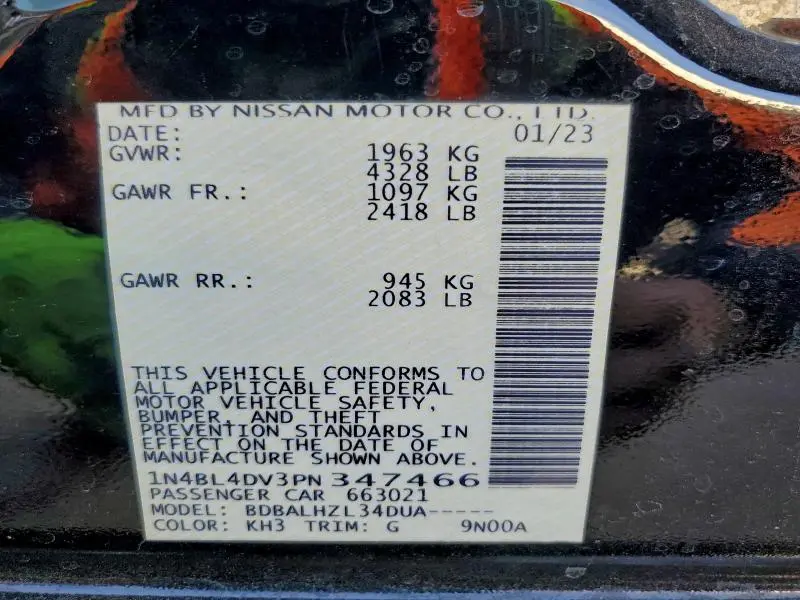 MFD BY NISSAN MOTOR CO., LTD.
DATE: 01/23
GVWR: 1963 KG
4328 LB
GAWR FR.: 1097 KG
2418 LB
GAWR RR.: 945 KG
2083 LB
THIS VEHICLE CONFORMS TO
ALL APPLICABLE FEDERAL
MOTOR VEHICLE SAFETY,
BUMPER, AND THEFT
PREVENTION STANDARDS IN
EFFECT ON THE DATE OF
MANUFACTURE SHOWN ABOVE.
1N4BL4DV3PN 347466
PASSENGER CAR 663021
MODEL: BDBALHZL34DUA-----
COLOR: KH3 TRIM: G 9N00A